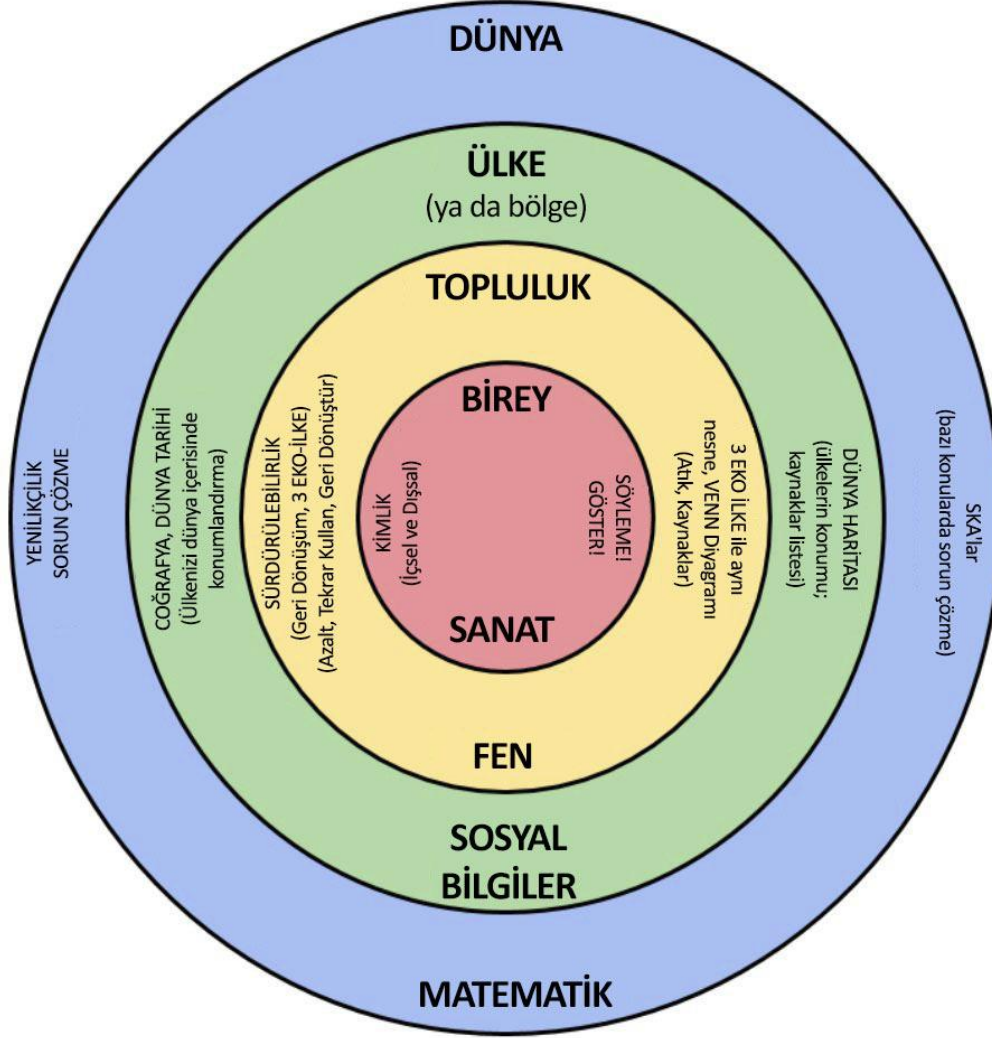 DÜNYA
ÜLKE
(ya da bölge)
TOPLULUK
BİREY
YENİLİKÇİLİK
SORUN ÇÖZME
COĞRAFYA, DÜNYA TARİHİ
(Ülkenizi dünya içerisinde
konumlandırma)
SÜRDÜRÜLEBİLİRLİK
(Geri Dönüşüm, 3 EKO-İLKE)
(Azalt, Tekrar Kullan, Geri Dönüştür)
KİMLİK
(İçsel ve Dışsal)
SÖYLEME!
GÖSTER!
3 EKO İLKE ile aynı
nesne, VENN Diyagramı
(Atık, Kaynaklar)
DÜNYA HARİTASI
(ülkelerin konumu;
kaynaklar listesi)
SKA'lar
(bazı konularda sorun çözme)
SANAT
FEN
SOSYAL
BİLGİLER
MATEMATİK